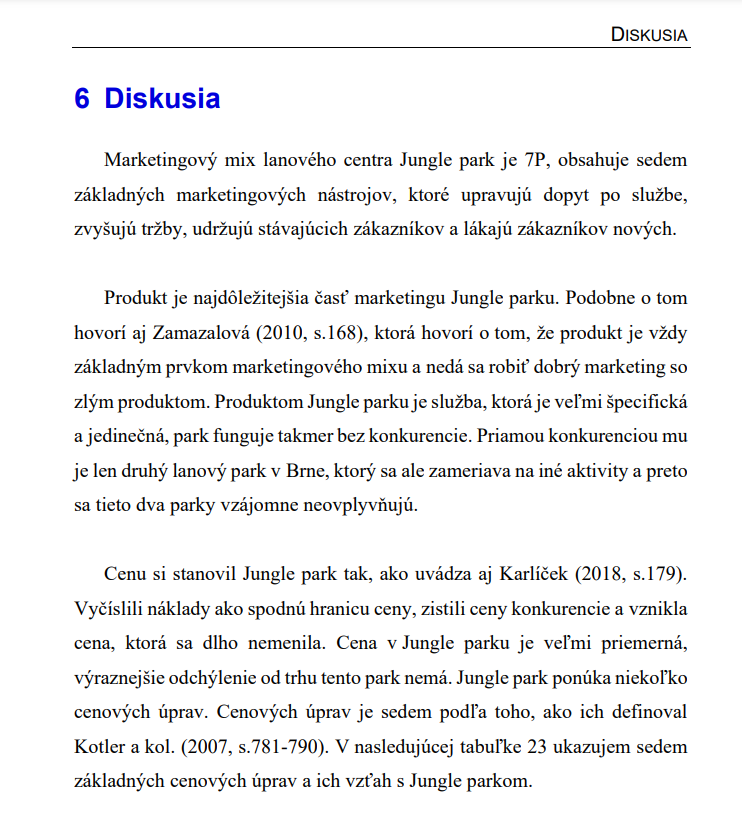 DISKUSIA
6 Diskusia
Marketingový mix lanového centra Jungle park je 7P, obsahuje sedem
základných marketingových nástrojov, ktoré upravujú dopyt po službe,
zvyšujú tržby, udržujú stávajúcich zákazníkov a lákajú zákazníkov nových.
Produkt je najdôležitejšia časť marketingu Jungle parku. Podobne o tom
hovorí aj Zamazalová (2010, s.168), ktorá hovorí o tom, že produkt je vždy
základným prvkom marketingového mixu a nedá sa robiť dobrý marketing so
zlým produktom. Produktom Jungle parku je služba, ktorá je veľmi špecifická
a jedinečná, park funguje takmer bez konkurencie. Priamou konkurenciou mu
je len druhý lanový park v Brne, ktorý sa ale zameriava na iné aktivity a preto
sa tieto dva parky vzájomne neovplyvňujú.
Cenu si stanovil Jungle park tak, ako uvádza aj Karlíček (2018, s.179).
Vyčíslili náklady ako spodnú hranicu ceny, zistili ceny konkurencie a vznikla
cena, ktorá sa dlho nemenila. Cena v Jungle parku je veľmi priemerná,
výraznejšie odchýlenie od trhu tento park nemá. Jungle park ponúka niekoľko
cenových úprav. Cenových úprav je sedem podľa toho, ako ich definoval
Kotler a kol. (2007, s.781-790). V nasledujúcej tabuľke 23 ukazujem sedem
základných cenových úprav a ich vzťah s Jungle parkom.